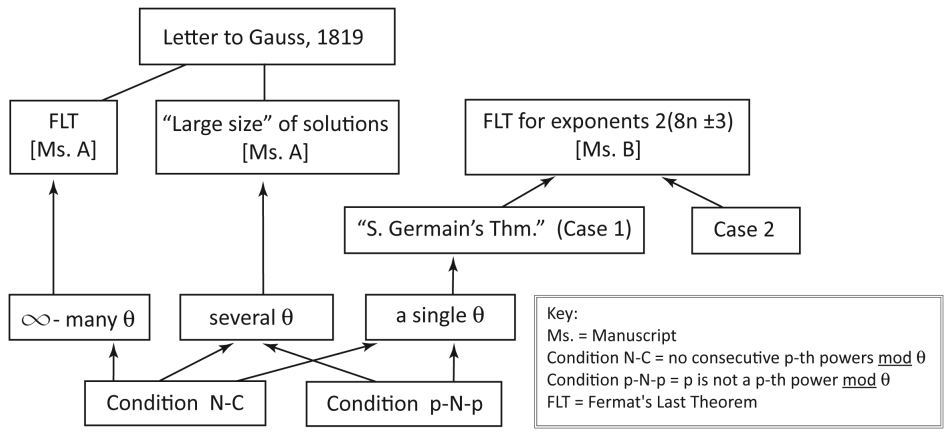 Letter to Gauss, 1819
FLT
[Ms. A]
“Large size” of solutions
[Ms. A]
FLT for exponents 2(8n ±3)
[Ms. B]
“S. Germain’s Thm.” (Case 1)
Case 2
∞- many θ
several θ
a single θ
Condition N-C
Condition p-N-p
Key:
Ms. = Manuscript
Condition N-C = no consecutive p-th powers mod θ
Condition p-N-p = p is not a p-th power mod θ
FLT = Fermat's Last Theorem